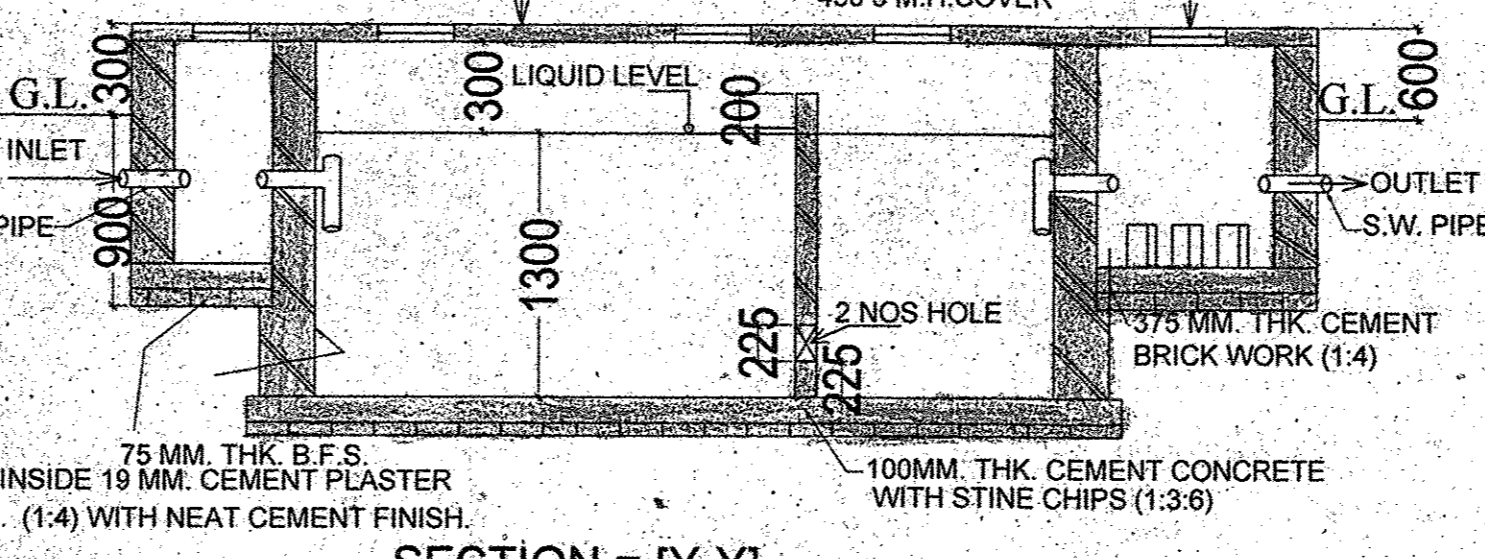 M.H.COVER
300
G.L.
INLET
PIPE
900
300
LIQUID LEVEL
200
1300
225
2 NOS HOLE
225
600
G.L.
OUTLET
S.W. PIPE
375 MM. THK. CEMENT
BRICK WORK (1:4)
75 MM. THK. B.F.S.
INSIDE 19 MM. CEMENT PLASTER
(1:4) WITH NEAT CEMENT FINISH.
100MM. THK. CEMENT CONCRETE
WITH STINE CHIPS (1:3:6)
SECTION =